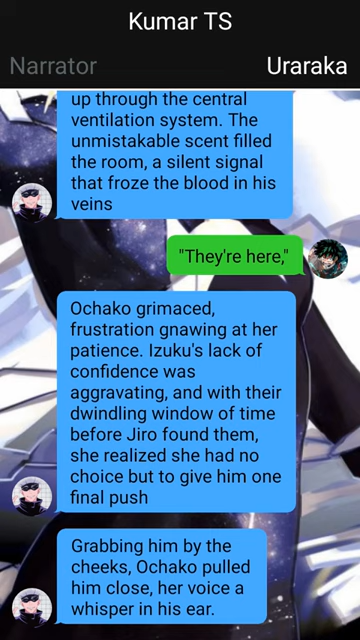 Kumar TS
Narrator
Uraraka
up through the central
ventilation system. The
unmistakable scent filled
the room, a silent signal
that froze the blood in his
veins
"They're here,"
Ochako grimaced,
frustration gnawing at her
patience. Izuku's lack of
confidence was
aggravating, and with their
dwindling window of time
before Jiro found them,
she realized she had no
choice but to give him one
final push
Grabbing him by the
cheeks, Ochako pulled
him close, her voice a
whisper in his ear.